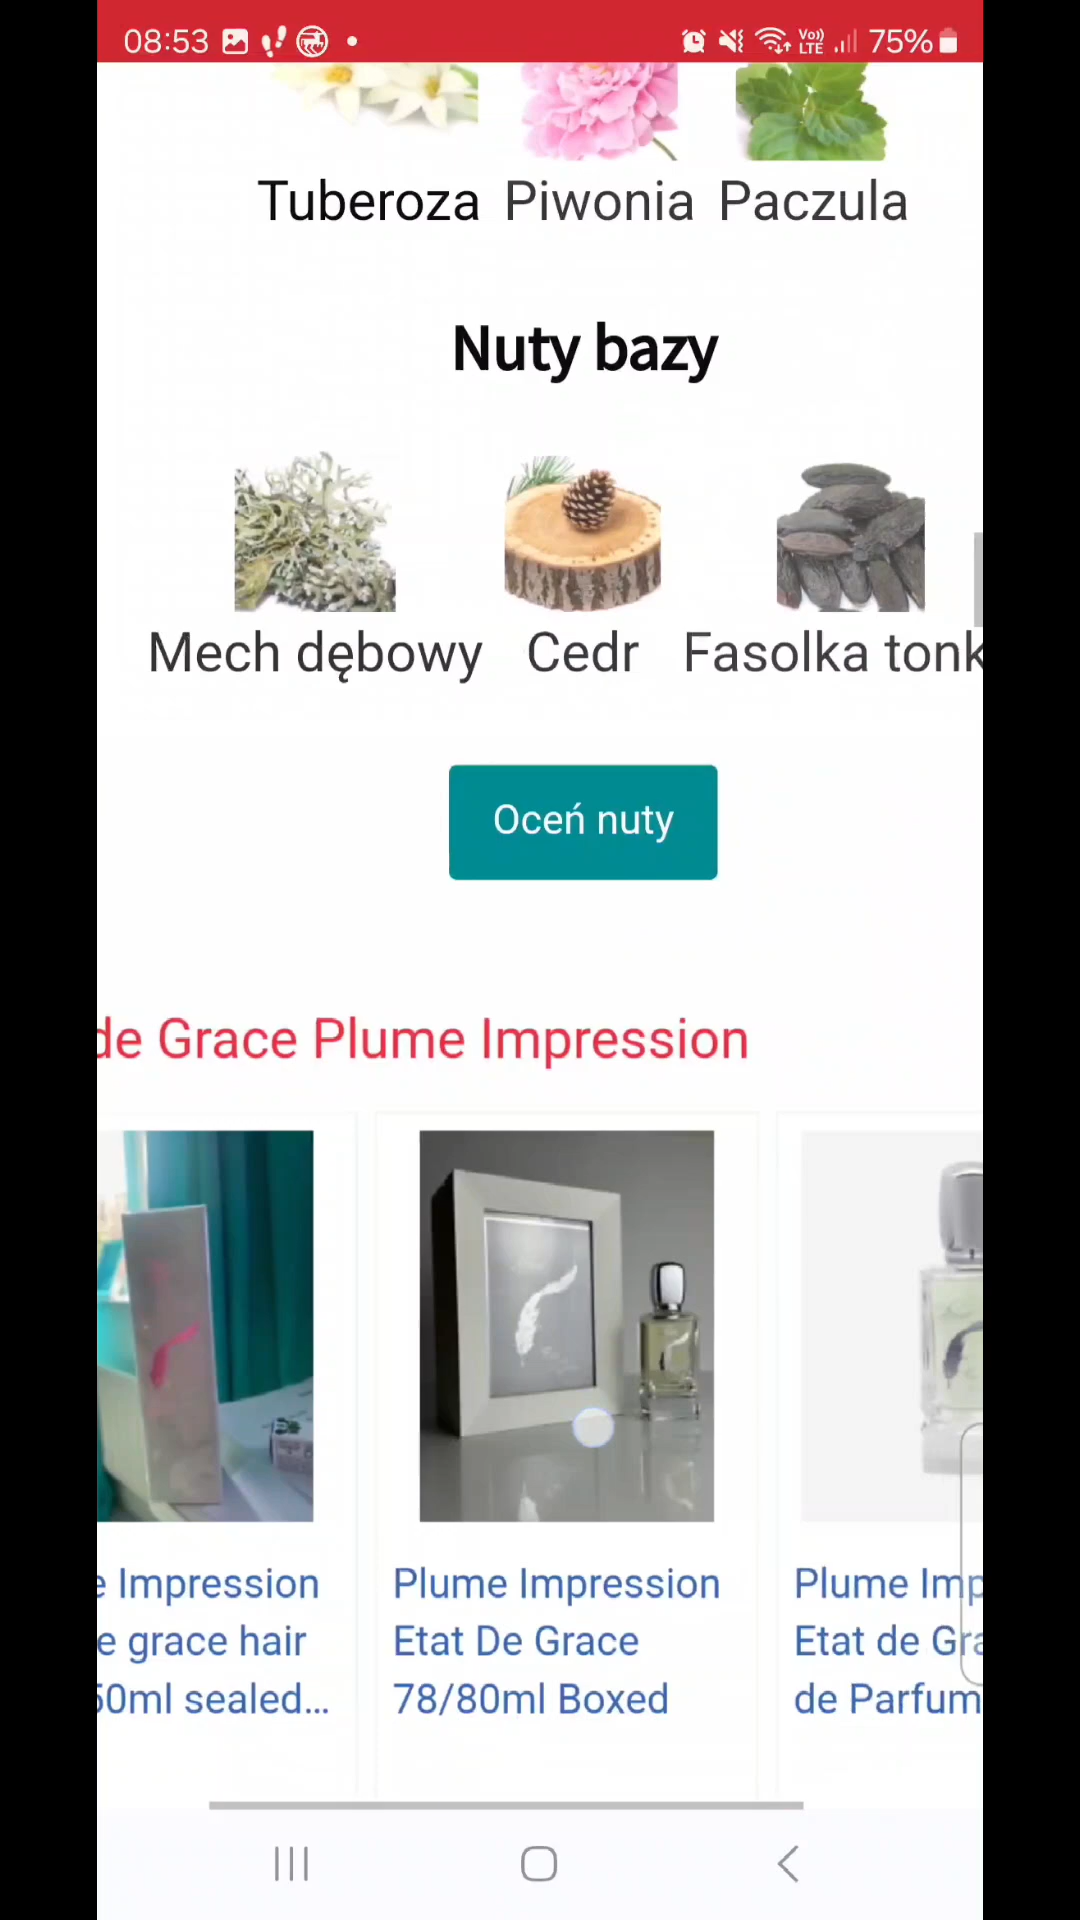 08:53 Vo)) LTE 75%
Tuberoza Piwonia Paczula
Nuty bazy
Mech dębowy Cedr Fasolka tonk
Oceń nuty
de Grace Plume Impression
e Impression
e grace hair
50ml sealed...
Plume Impression
Etat De Grace
78/80ml Boxed
Plume Imp
Etat de Gra
de Parfum